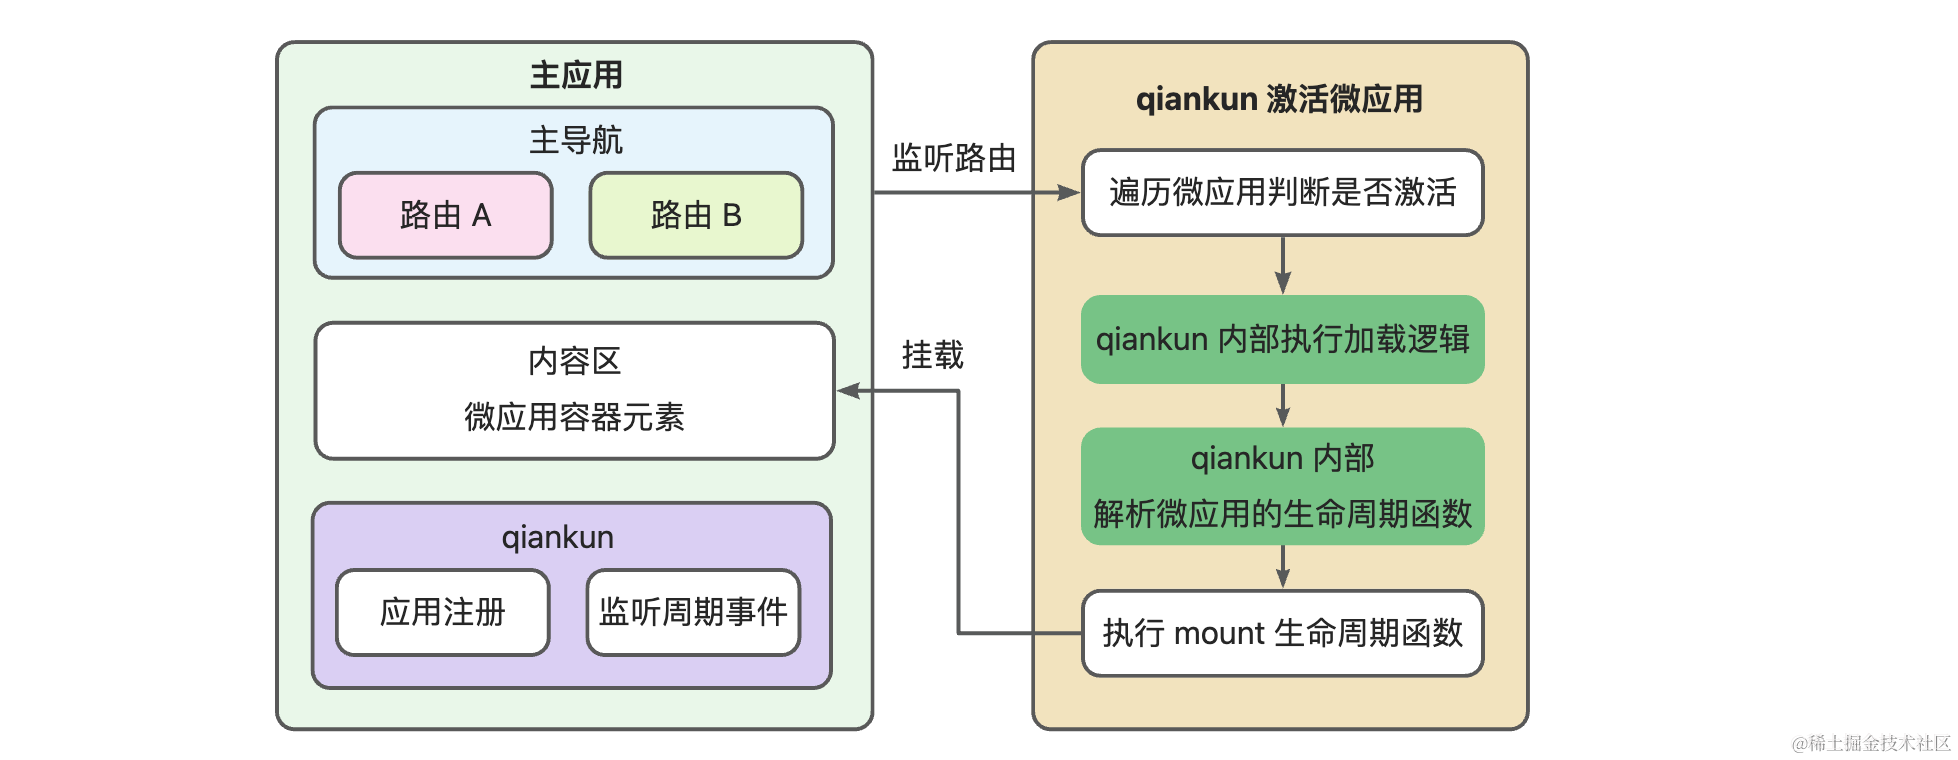 主应用
主导航
路由 A
路由 B
内容区
微应用容器元素
qiankun
应用注册
监听周期事件
监听路由
挂载
qiankun 激活微应用
遍历微应用判断是否激活
qiankun 内部执行加载逻辑
qiankun 内部
解析微应用的生命周期函数
执行 mount 生命周期函数
@稀土掘金技术社区